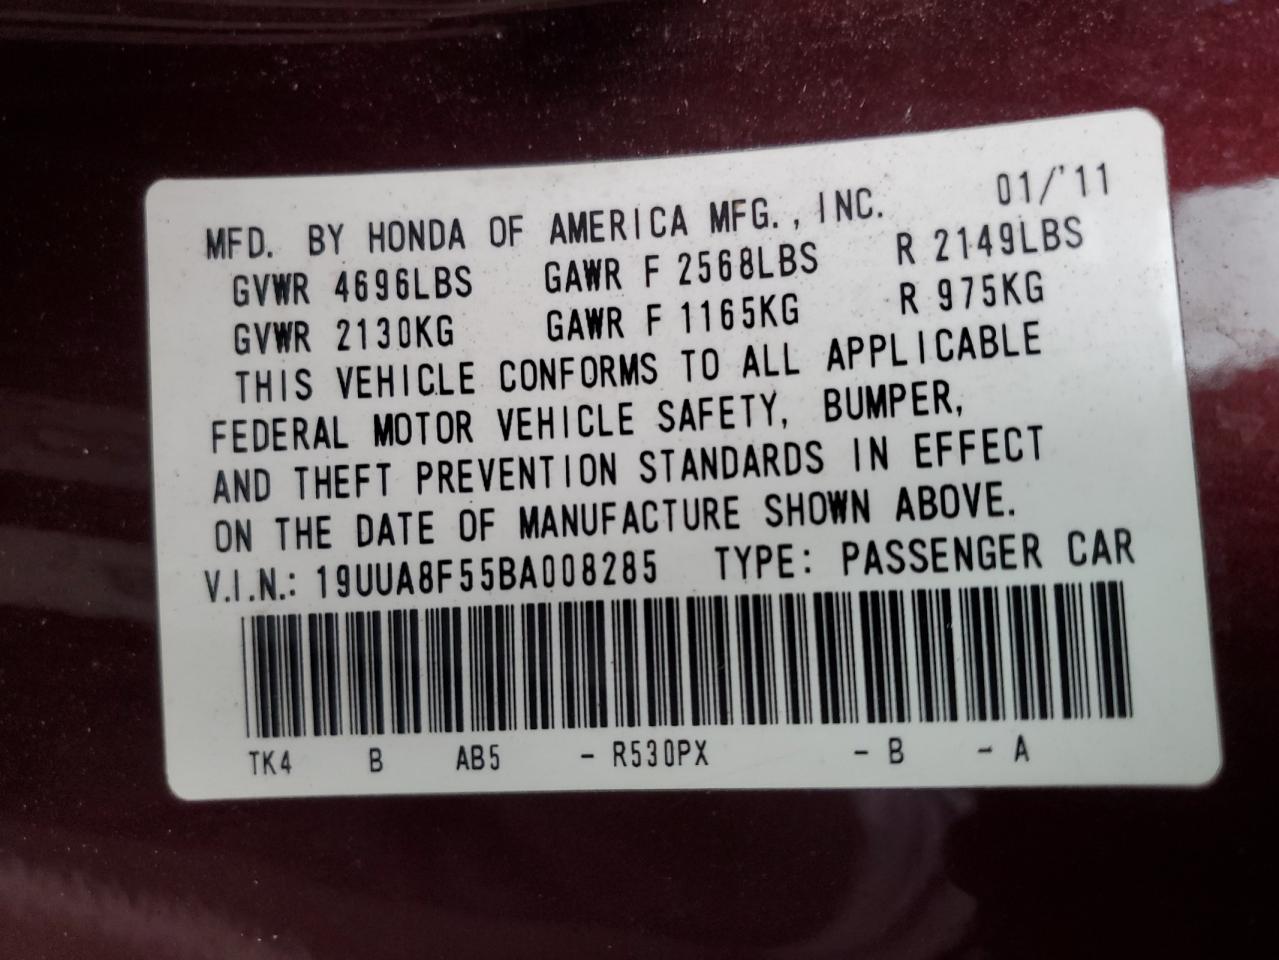 01/'11
MFD. BY HONDA OF AMERICA MFG., INC.
GVWR 4696LBS GAWR F 2568LBS R 2149LBS
GVWR 2130KG GAWR F 1165KG R 975KG
THIS VEHICLE CONFORMS TO ALL APPLICABLE
FEDERAL MOTOR VEHICLE SAFETY, BUMPER,
AND THEFT PREVENTION STANDARDS IN EFFECT
ON THE DATE OF MANUFACTURE SHOWN ABOVE.
V.I.N.: 19UUA8F55BA008285 TYPE: PASSENGER CAR
TK4 B AB5 - R530PX - B - A